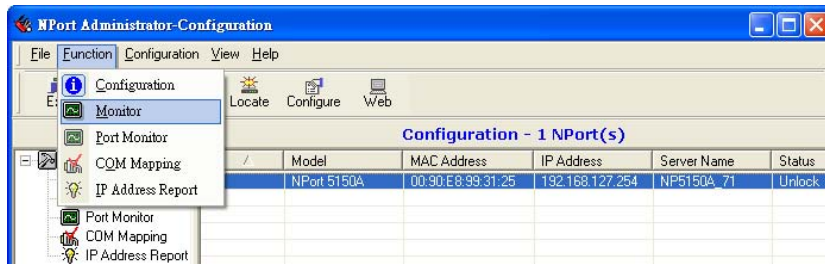 NPort Administrator-Configuration
File Function Configuration View Help
Configuration
Monitor
Port Monitor
COM Mapping
IP Address Report
Locate Configure Web
Configuration - 1 NPort(s)
Model MAC Address IP Address Server Name Status
NPort 5150A 00:90:E8:99:31:25 192.168.127.254 NP5150A_71 Unlock
Port Monitor
COM Mapping
IP Address Report